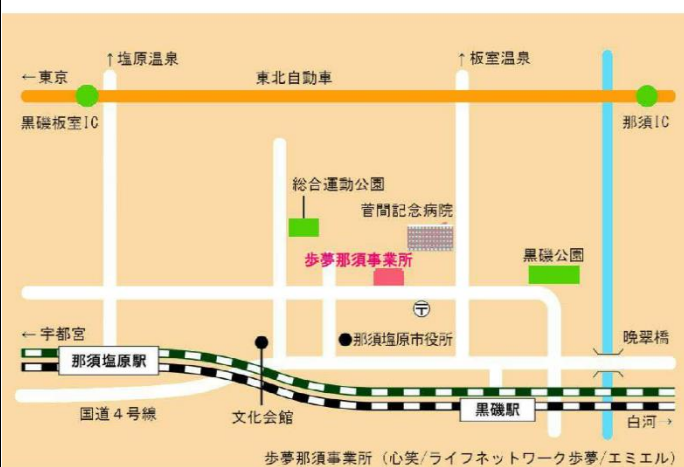 ↑塩原温泉
↑板室温泉
←東京
東北自動車
黒磯板室IC
那須IC
総合運動公園
菅間記念病院
歩夢那須事業所
黒磯公園
〒
←宇都宮
●那須塩原市役所
晩翠橋
那須塩原駅
国道4号線
文化会館
黒磯駅
白河→
歩夢那須事業所(心笑/ライフネットワーク歩夢/エミエル)